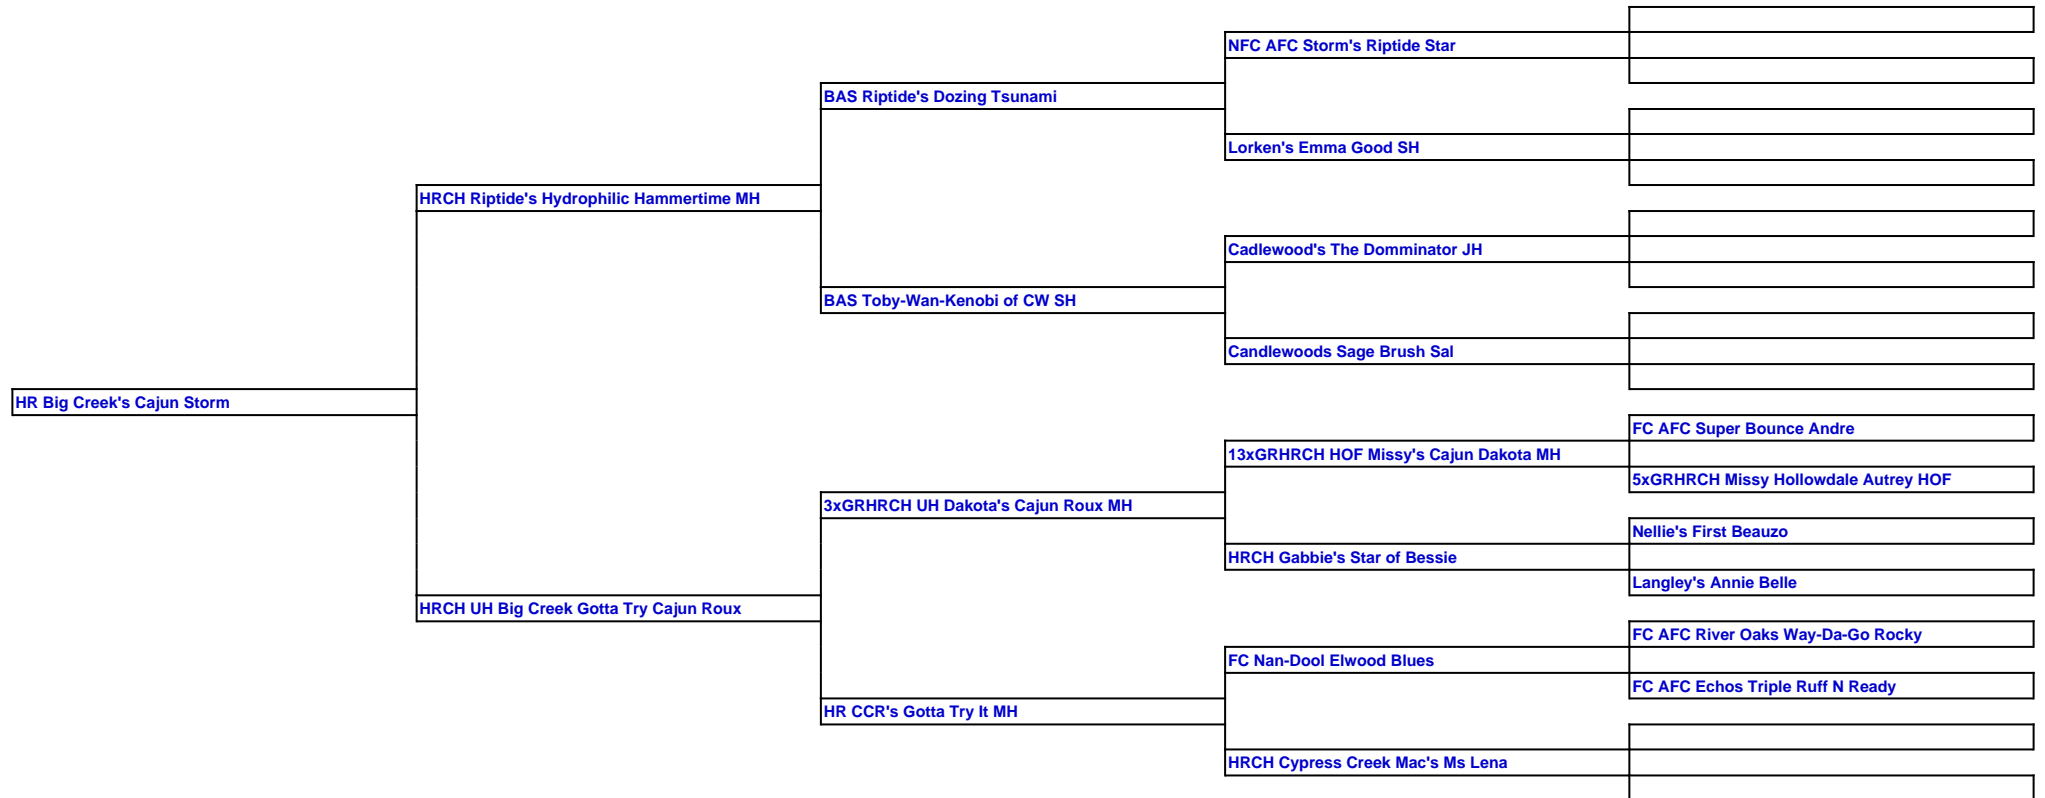 NFC AFC Storm's Riptide Star
BAS Riptide's Dozing Tsunami
Lorken's Emma Good SH
HRCH Riptide's Hydrophilic Hammertime MH
Cadlewood's The Domminator JH
BAS Toby-Wan-Kenobi of CW SH
Candlewoods Sage Brush Sal
HR Big Creek's Cajun Storm
FC AFC Super Bounce Andre
13xGRHRCH HOF Missy's Cajun Dakota MH
5xGRHRCH Missy Hollowdale Autrey HOF
3xGRHRCH UH Dakota's Cajun Roux MH
Nellie's First Beauzo
HRCH Gabbie's Star of Bessie
Langley's Annie Belle
HRCH UH Big Creek Gotta Try Cajun Roux
FC AFC River Oaks Way-Da-Go Rocky
FC Nan-Dool Elwood Blues
FC AFC Echos Triple Ruff N Ready
HR CCR's Gotta Try It MH
HRCH Cypress Creek Mac's Ms Lena